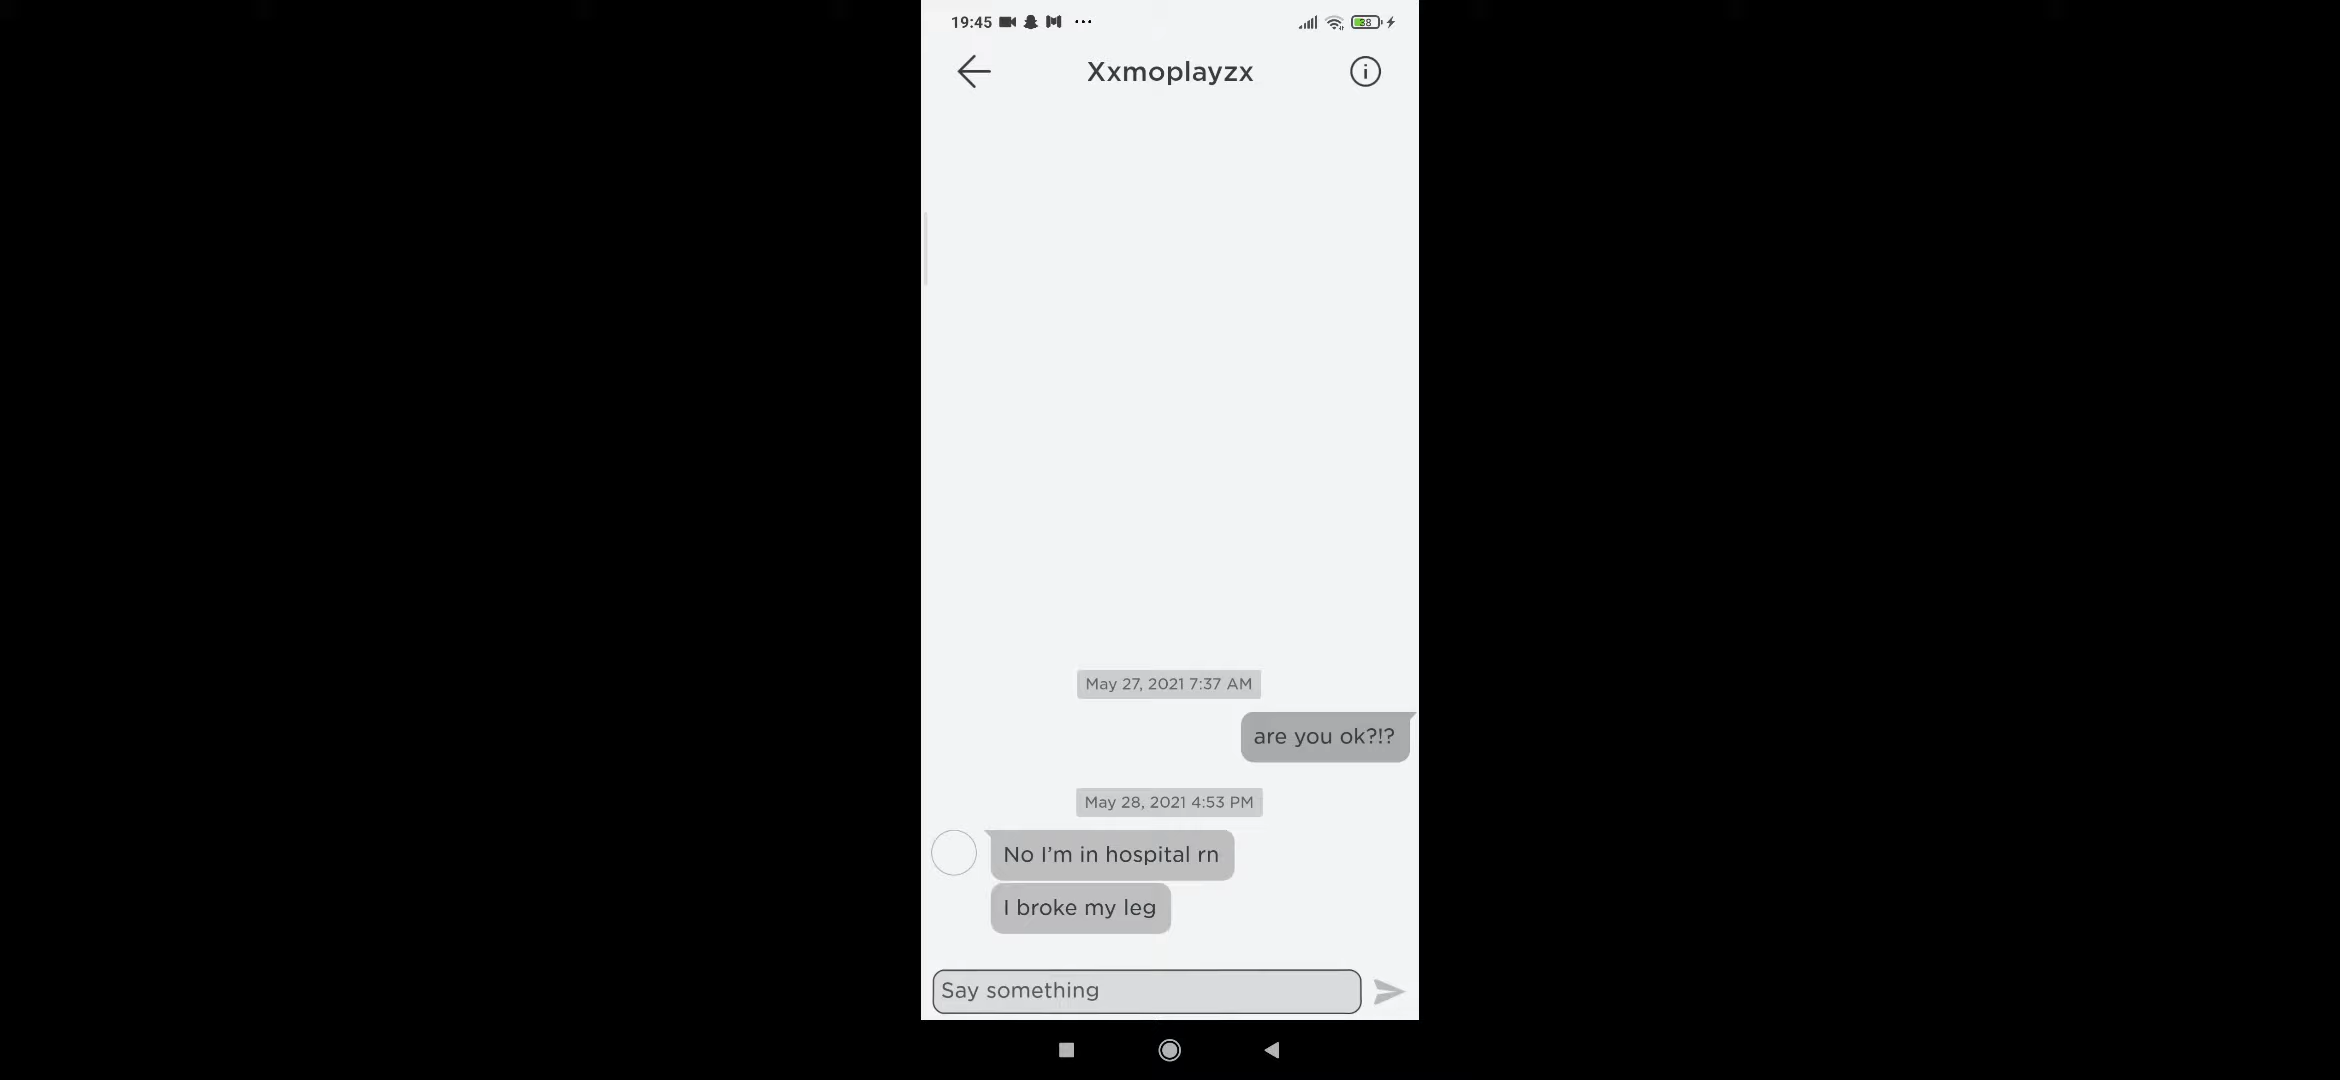 19:45
38
Xxmoplayzx
May 27, 2021 7:37 AM
are you ok?!?
May 28, 2021 4:53 PM
No I’m in hospital rn
I broke my leg
Say something